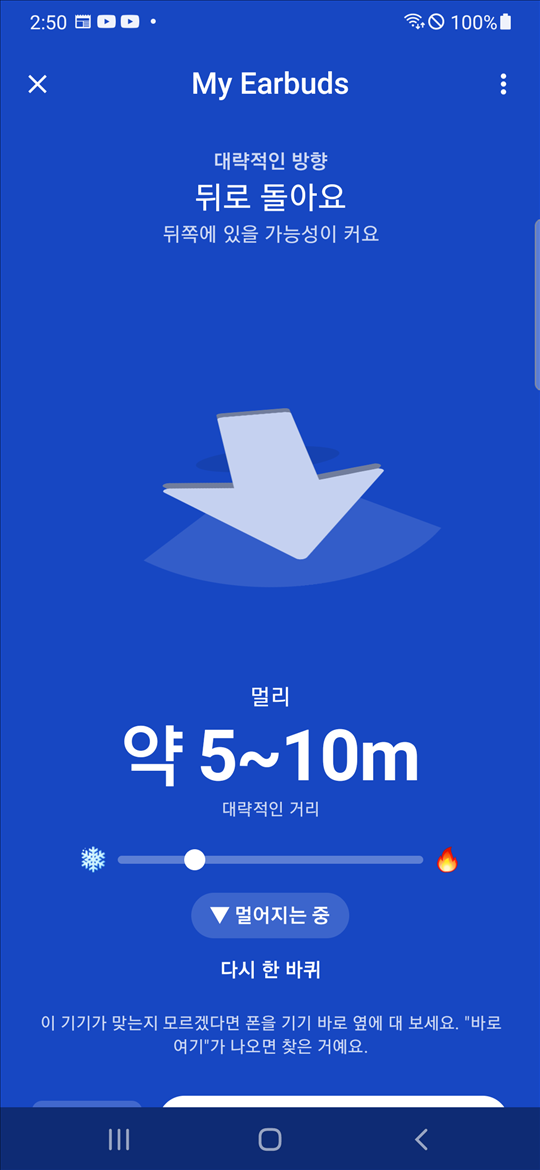 2:50
100%
My Earbuds
대략적인 방향
뒤로 돌아요
뒤쪽에 있을 가능성이 커요
멀리
약 5~10m
대략적인 거리
▼ 멀어지는 중
다시 한 바퀴
이 기기가 맞는지 모르겠다면 폰을 기기 바로 옆에 대 보세요. "바로
여기"가 나오면 찾은 거예요.